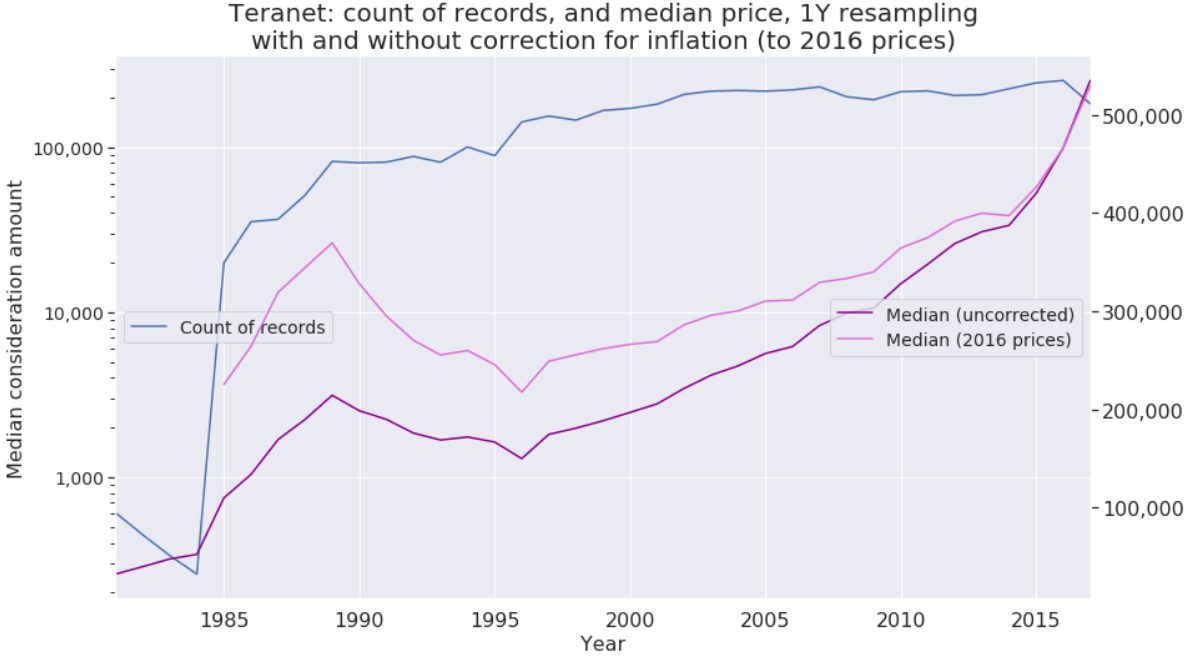 Teranet: count of records, and median price, 1Y resampling
with and without correction for inflation (to 2016 prices)
Median consideration amount
100,000
10,000
1,000
Count of records
Median (uncorrected)
Median (2016 prices)
500,000
400,000
300,000
200,000
100,000
1985 1990 1995 2000 2005 2010 2015
Year